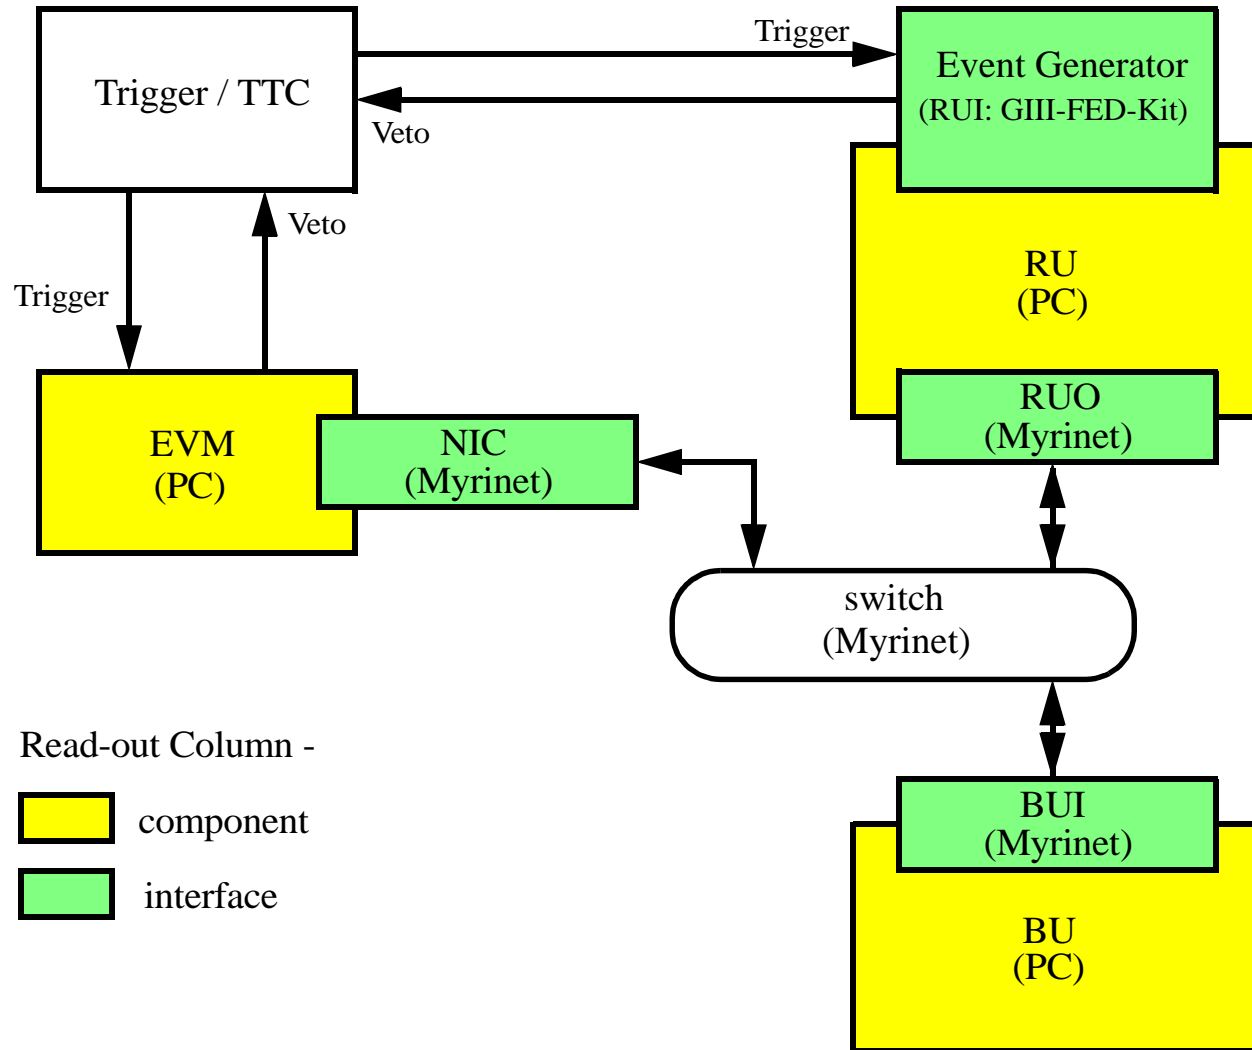 Trigger
Trigger / TTC
Event Generator
(RUI: GIII-FED-Kit)
Veto
Veto
Trigger
RU
(PC)
RUO
(Myrinet)
EVM
(PC)
NIC
(Myrinet)
switch
(Myrinet)
Read-out Column -
component
interface
BUI
(Myrinet)
BU
(PC)